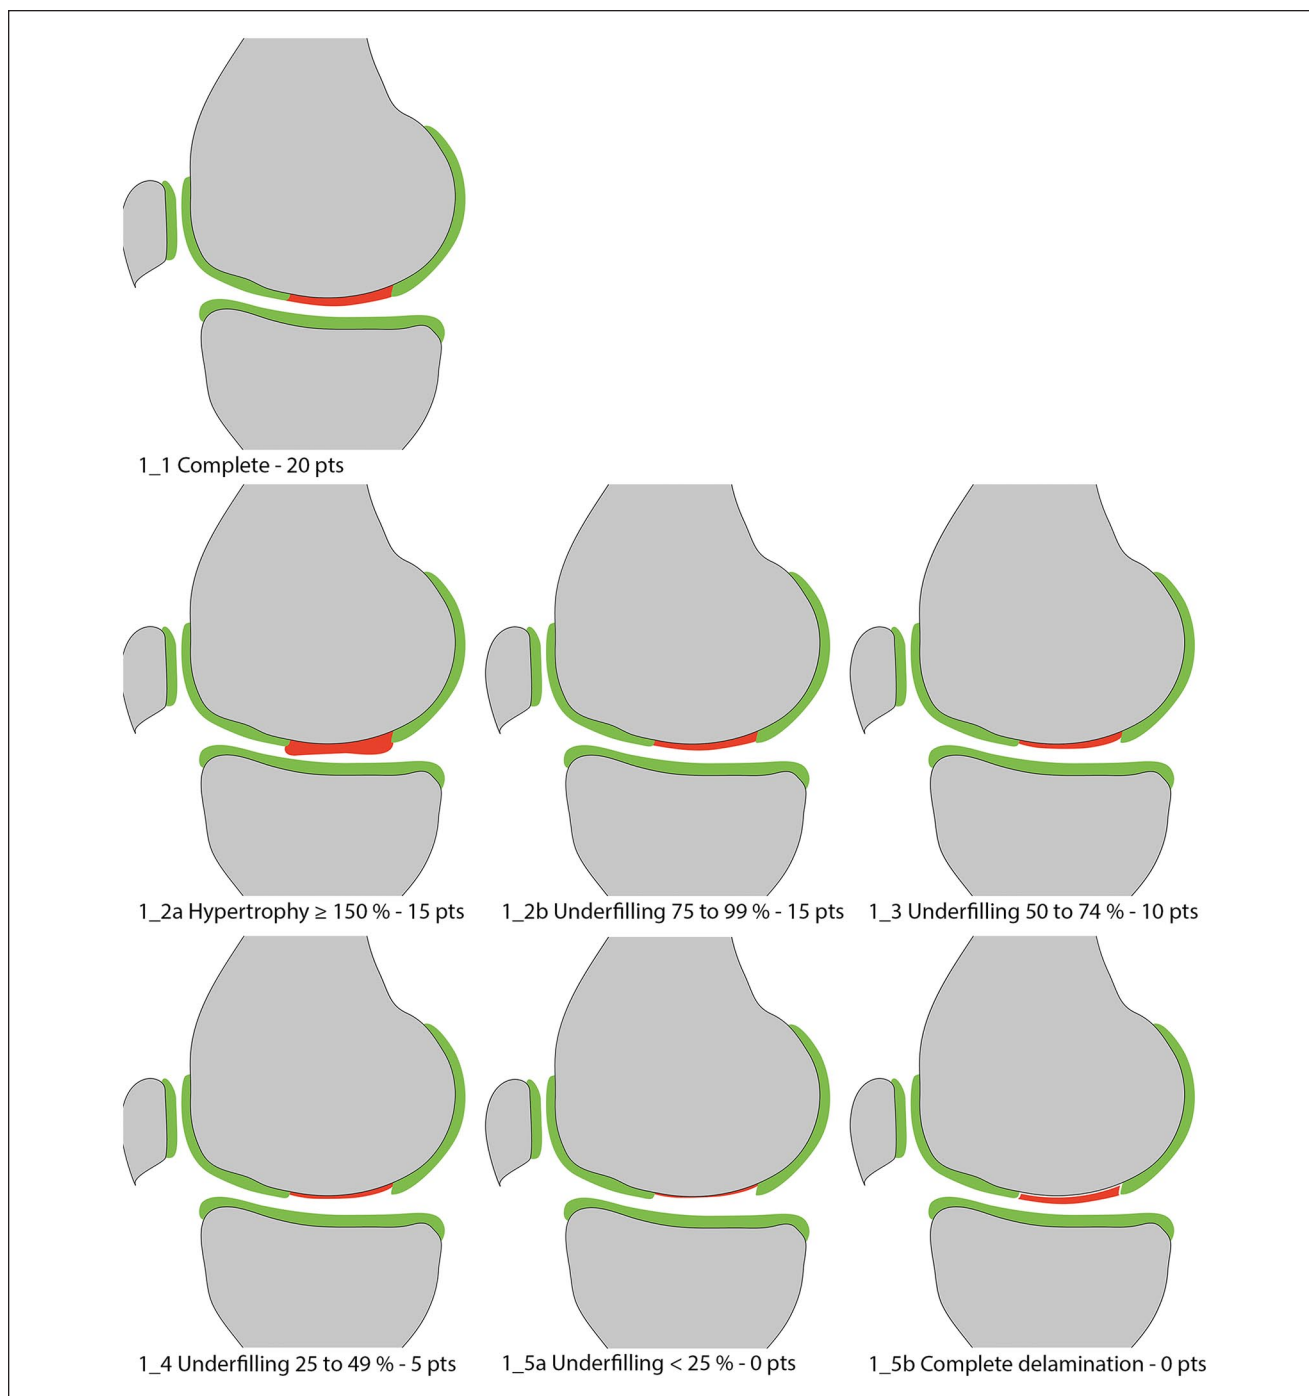 1_1 Complete - 20 pts
1_2a Hypertrophy ≥ 150 % - 15 pts
1_2b Underfilling 75 to 99 % - 15 pts
1_3 Underfilling 50 to 74 % - 10 pts
1_4 Underfilling 25 to 49 % - 5 pts
1_5a Underfilling < 25 % - 0 pts
1_5b Complete delamination - 0 pts